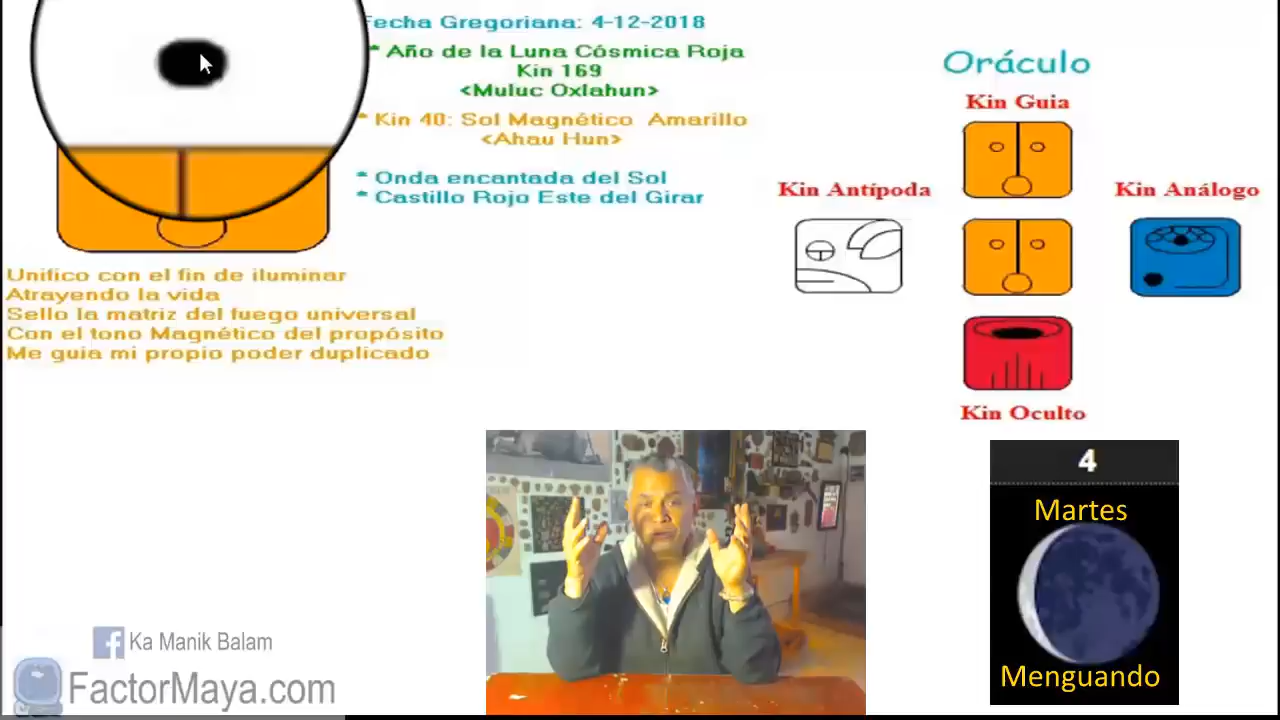 Fecha Gregoriana: 4-12-2018
* Año de la Luna Cósmica Roja
Kin 169
<Muluc Oxlahun>
* Kin 40: Sol Magnético Amarillo
<Ahau Hun>
* Onda encantada del Sol
* Castillo Rojo Este del Girar
Unifico con el fin de iluminar
Atrayendo la vida
Sello la matriz del fuego universal
Con el tono Magnético del propósito
Me guia mi propio poder duplicado
Oráculo
Kin Guia
Kin Antípoda
Kin Análogo
Kin Oculto
4
Martes
Menguando
Ka Manik Balam
FactorMaya.com